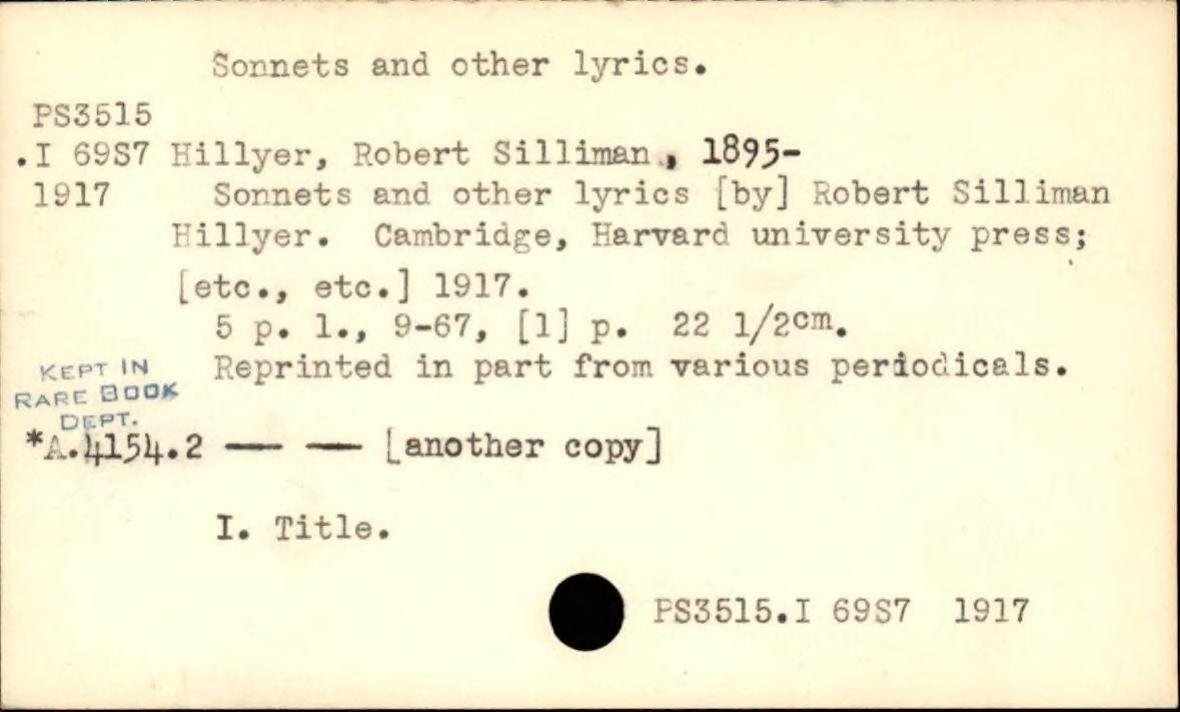 Sonnets and other lyrics.
PS3515
.I 69S7 Hillyer, Robert Silliman, 1895-
1917 Sonnets and other lyrics [by] Robert Silliman
Hillyer. Cambridge, Harvard university press;
[etc., etc.] 1917.
5 p. l., 9-67, [1] p. 22 1/2cm.
KEPT IN Reprinted in part from various periodicals.
RARE BOOK
DEPT.
*A.4154.2 — — [another copy]
I. Title.
PS3515.I 69S7 1917